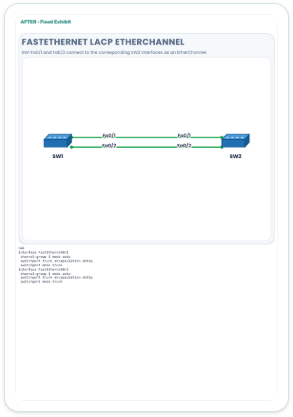 AFTER - Fixed Exhibit
FASTETHERNET LACP ETHERCHANNEL
SW1 Fa0/1 and Fa0/2 connect to the corresponding SW2 interfaces as an EtherChannel.
Fa0/1 Fa0/1
Fa0/2 Fa0/2
SW1 SW2
interface FastEthernet0/1
channel-group 1 mode
switchport trunk encapsulation dot1q
switchport mode trunk
interface FastEthernet0/2
channel-group 1 mode
switchport trunk encapsulation dot1q
switchport mode trunk